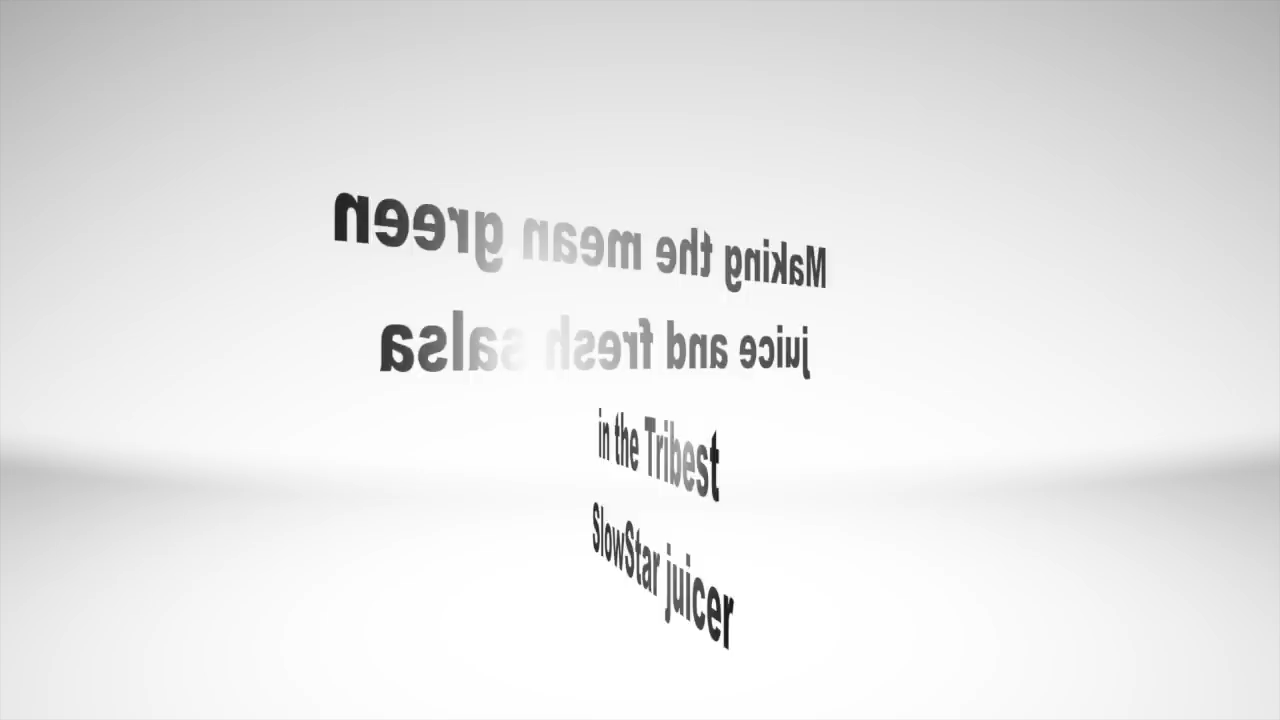 Making the mean green
juice and fresh salsa
in the Tribest
SlowStar juicer